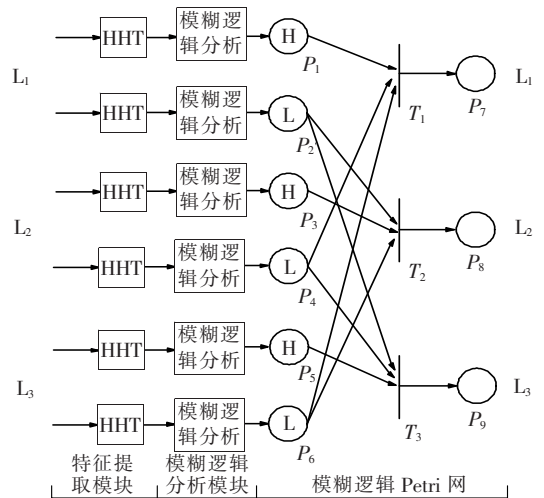 HHT
模糊逻
辑分析
H
P₁
L₁
T₁
P₇
L₁
HHT
模糊逻
辑分析
L
P₂
HHT
模糊逻
辑分析
H
P₃
L₂
T₂
P₈
L₂
HHT
模糊逻
辑分析
L
P₄
HHT
模糊逻
辑分析
H
P₅
L₃
T₃
P₉
L₃
HHT
模糊逻
辑分析
L
P₆
特征提
取模块
模糊逻辑
分析模块
模糊逻辑 Petri 网